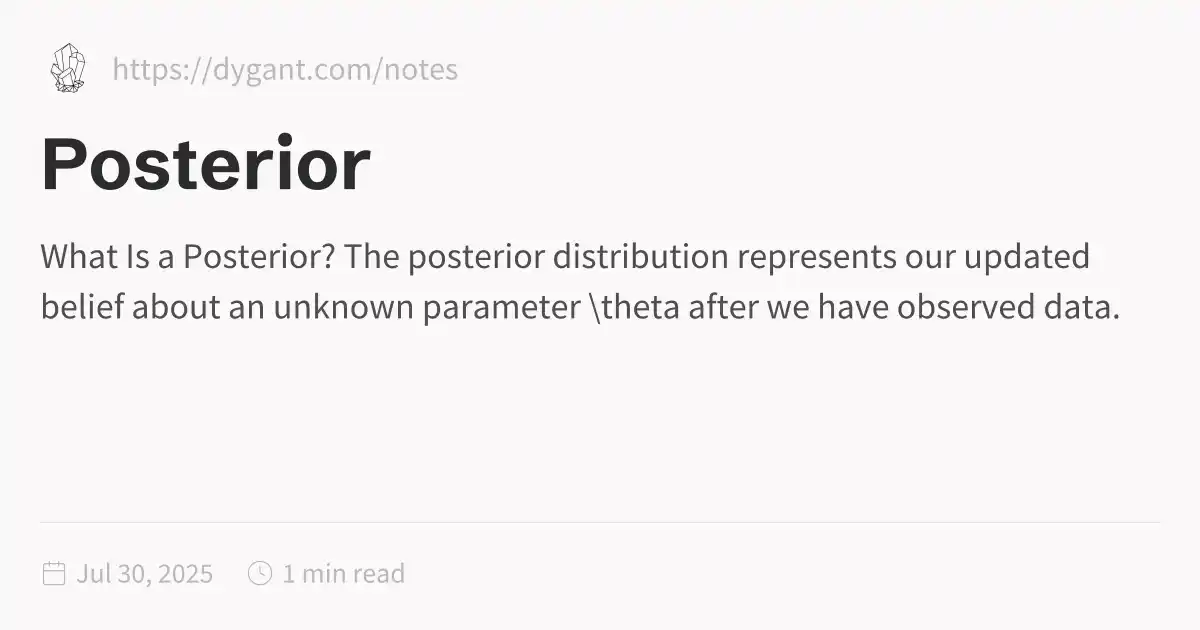 https://dygant.com/notes
Posterior
What Is a Posterior? The posterior distribution represents our updated
belief about an unknown parameter \theta after we have observed data.
Jul 30, 2025 1 min read